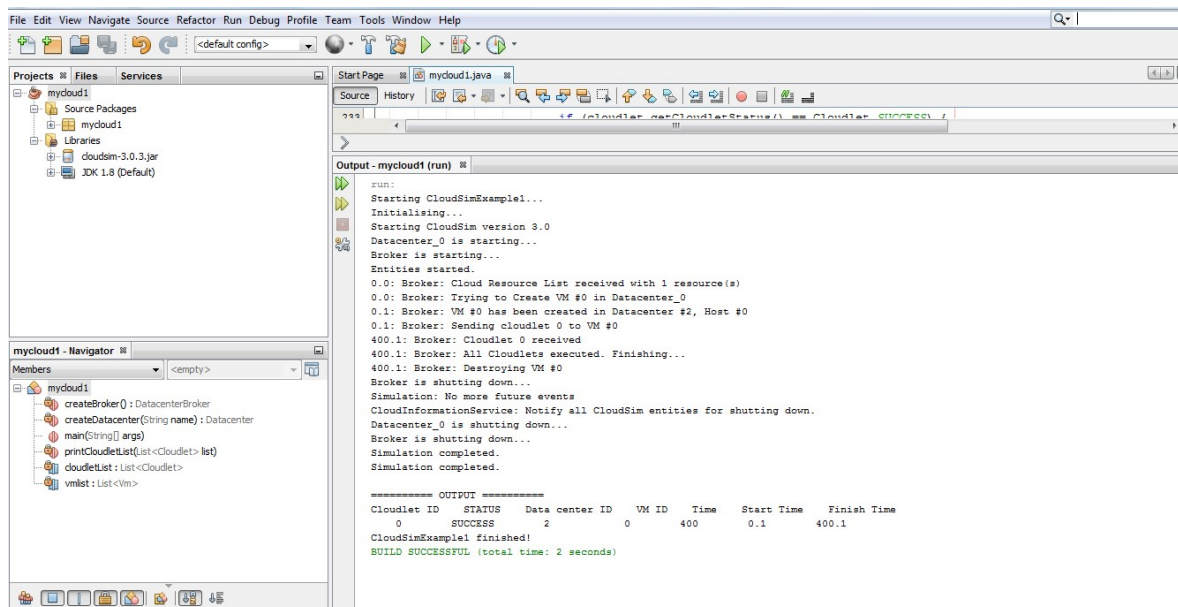 File Edit View Navigate Source Refactor Run Debug Profile Team Tools Window Help
<default config>
Projects Files Services
mycloud1
Source Packages
mycloud1
Libraries
cloudsim-3.0.3.jar
JDK 1.8 (Default)
mycloud1 - Navigator
Members <empty>
mycloud1
createBroker() : DatacenterBroker
createDatacenter(String name) : Datacenter
main(String[] args)
printCloudletList(List<Cloudlet> list)
cloudletList : List<Cloudlet>
vmlist : List<Vm>
Start Page mycloud1.java
Source History
233 if (cloudlet.getCloudletStatus() == Cloudlet.SUCCESS) {
Output - mycloud1 (run)
run:
Starting CloudSimExample1...
Initialising...
Starting CloudSim version 3.0
Datacenter_0 is starting...
Broker is starting...
Entities started.
0.0: Broker: Cloud Resource List received with 1 resource(s)
0.0: Broker: Trying to Create VM #0 in Datacenter_0
0.1: Broker: VM #0 has been created in Datacenter #2, Host #0
0.1: Broker: Sending cloudlet 0 to VM #0
400.1: Broker: Cloudlet 0 received
400.1: Broker: All Cloudlets executed. Finishing...
400.1: Broker: Destroying VM #0
Broker is shutting down...
Simulation: No more future events
CloudInformationService: Notify all CloudSim entities for shutting down.
Datacenter_0 is shutting down...
Broker is shutting down...
Simulation completed.
Simulation completed.
========== OUTPUT ==========
Cloudlet ID STATUS Data center ID VM ID Time Start Time Finish Time
0 SUCCESS 2 0 400 0.1 400.1
CloudSimExample1 finished!
BUILD SUCCESSFUL (total time: 2 seconds)